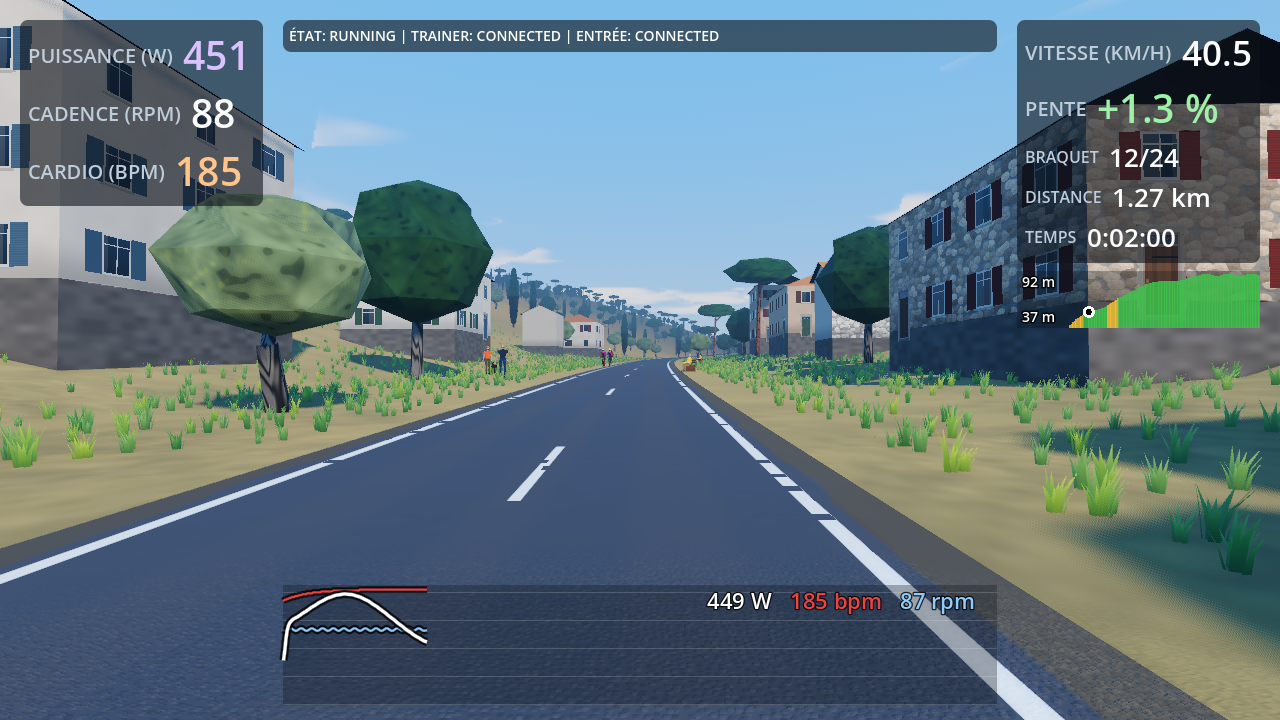 PUISSANCE (W) 451
CADENCE (RPM) 88
CARDIO (BPM) 185
ÉTAT: RUNNING | TRAINER: CONNECTED | ENTRÉE: CONNECTED
VITESSE (KM/H) 40.5
PENTE +1.3 %
BRAQUET 12/24
DISTANCE 1.27 km
TEMPS 0:02:00
92 m
37 m
449 W 185 bpm 87 rpm